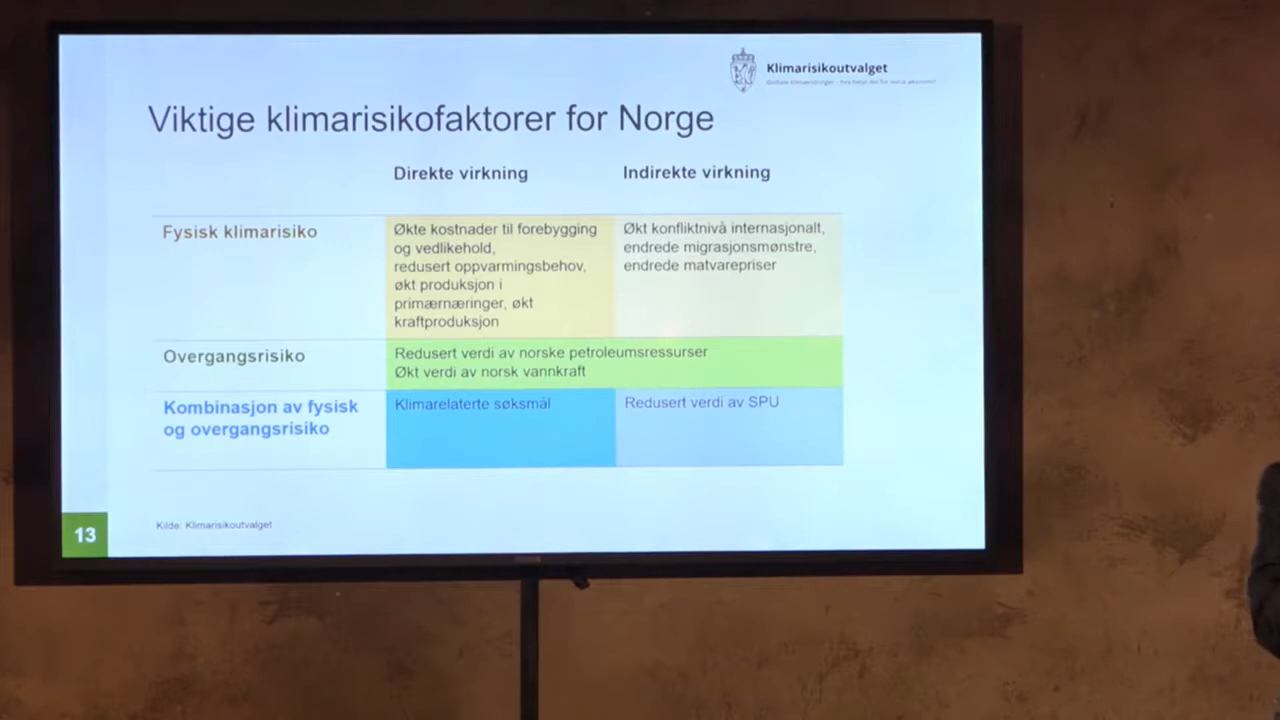 Klimarisikoutvalget
Viktige klimarisikofaktorer for Norge
Direkte virkning
Indirekte virkning
Fysisk klimarisiko
Økte kostnader til forebygging
og vedlikehold,
redusert oppvarmingsbehov,
økt produksjon i
primærnæringer, økt
kraftproduksjon
Økt konfliktnivå internasjonalt,
endrede migrasjonsmønstre,
endrede matvarepriser
Overgangsrisiko
Redusert verdi av norske petroleumsressurser
Økt verdi av norsk vannkraft
Kombinasjon av fysisk
og overgangsrisiko
Klimarelaterte søksmål
Redusert verdi av SPU
Kilde: Klimarisikoutvalget
13